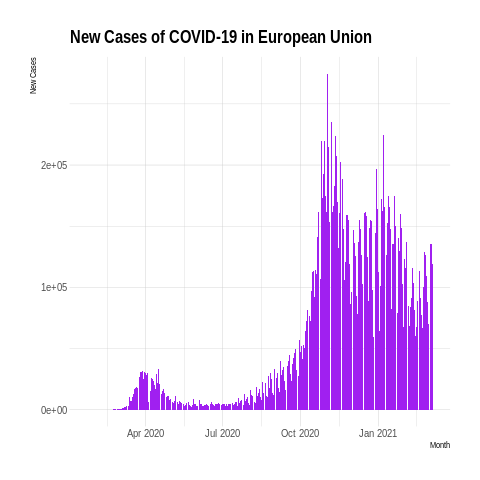 New Cases of COVID-19 in European Union
New Cases
2e+05
1e+05
0e+00
Apr 2020 Jul 2020 Oct 2020 Jan 2021
Month